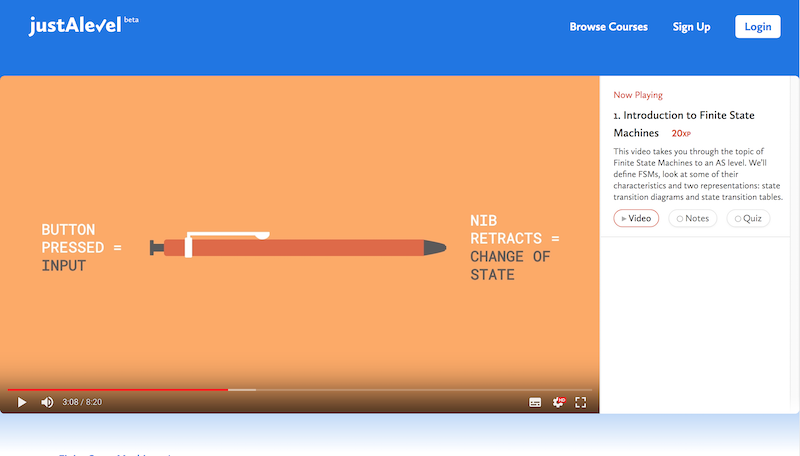 justAlevel beta
Browse Courses
Sign Up
Login
BUTTON
PRESSED =
INPUT
NIB
RETRACTS =
CHANGE OF
STATE
3:08 / 8:20
HD
Now Playing
1. Introduction to Finite State
Machines 20XP
This video takes you through the topic of
Finite State Machines to an AS level. We'll
define FSMs, look at some of their
characteristics and two representations: state
transition diagrams and state transition tables.
Video
Notes
Quiz